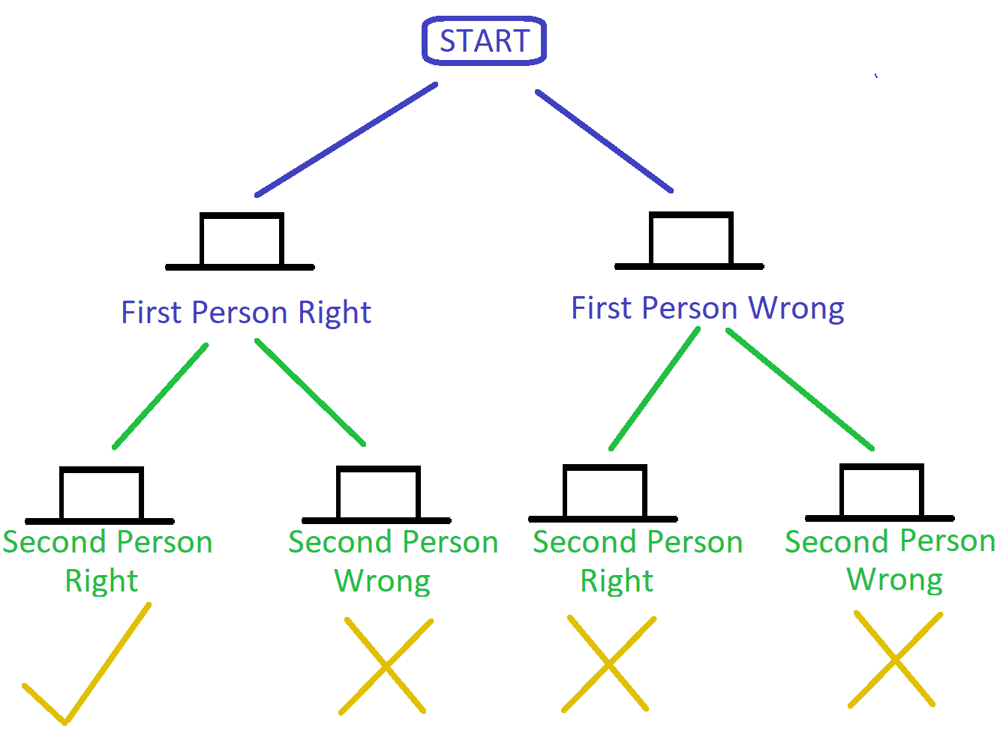 START
First Person Right
First Person Wrong
Second Person
Right
Second Person
Wrong
Second Person
Right
Second Person
Wrong